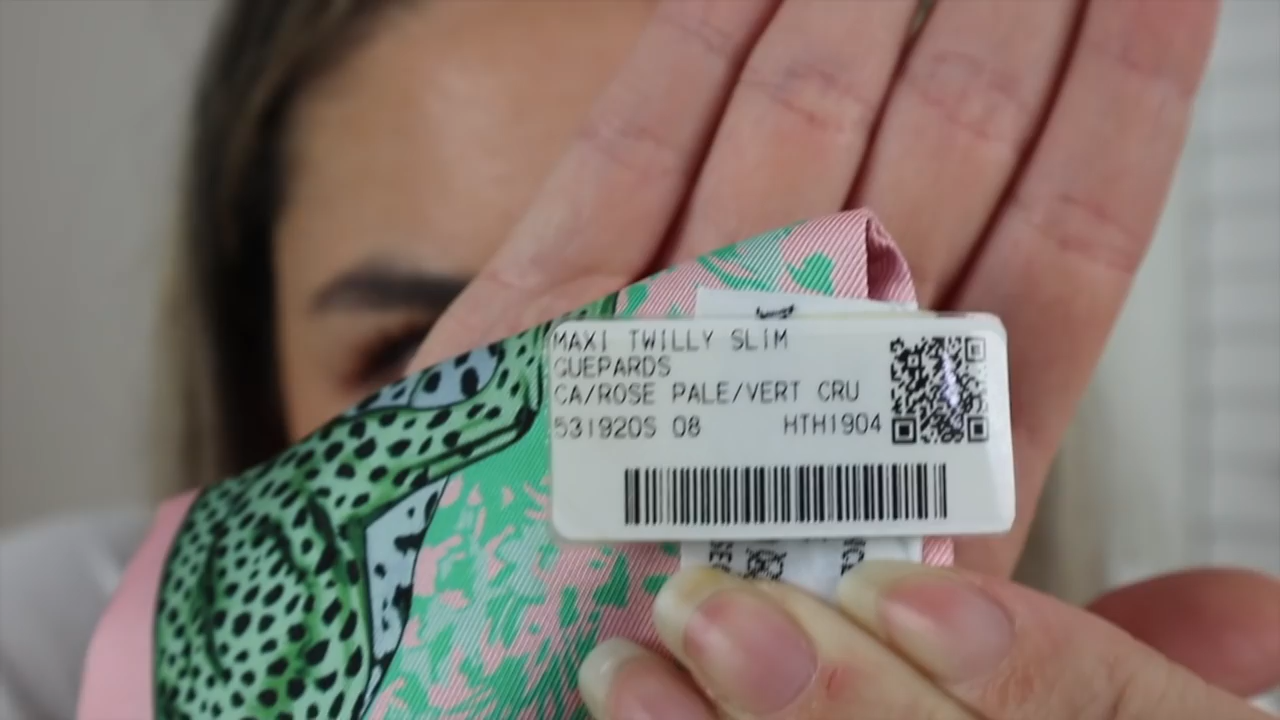 MAXI TWILLY SLIM
GUEPARDS
CA/ROSE PALE/VERT CRU
531920S 08 HTH1904